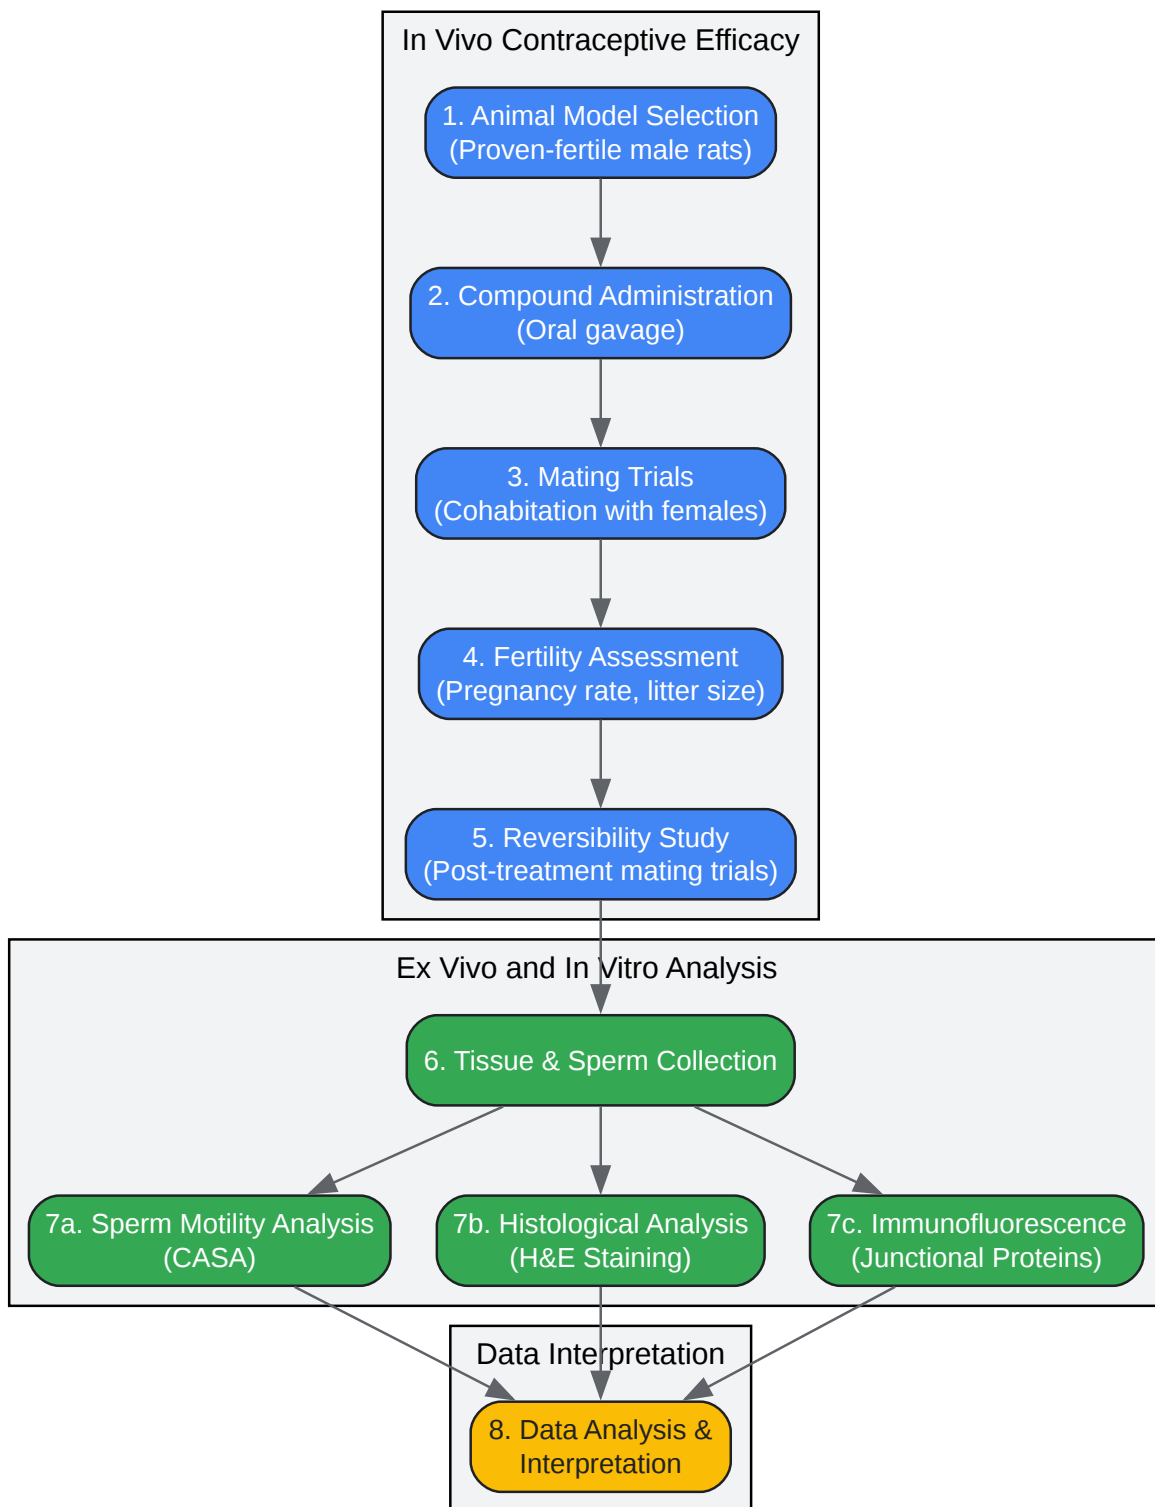 In Vivo Contraceptive Efficacy
1. Animal Model Selection
(Proven-fertile male rats)
2. Compound Administration
(Oral gavage)
3. Mating Trials
(Cohabitation with females)
4. Fertility Assessment
(Pregnancy rate, litter size)
5. Reversibility Study
(Post-treatment mating trials)
Ex Vivo and In Vitro Analysis
6. Tissue & Sperm Collection
7a. Sperm Motility Analysis
(CASA)
7b. Histological Analysis
(H&E Staining)
7c. Immunofluorescence
(Junctional Proteins)
Data Interpretation
8. Data Analysis &
Interpretation